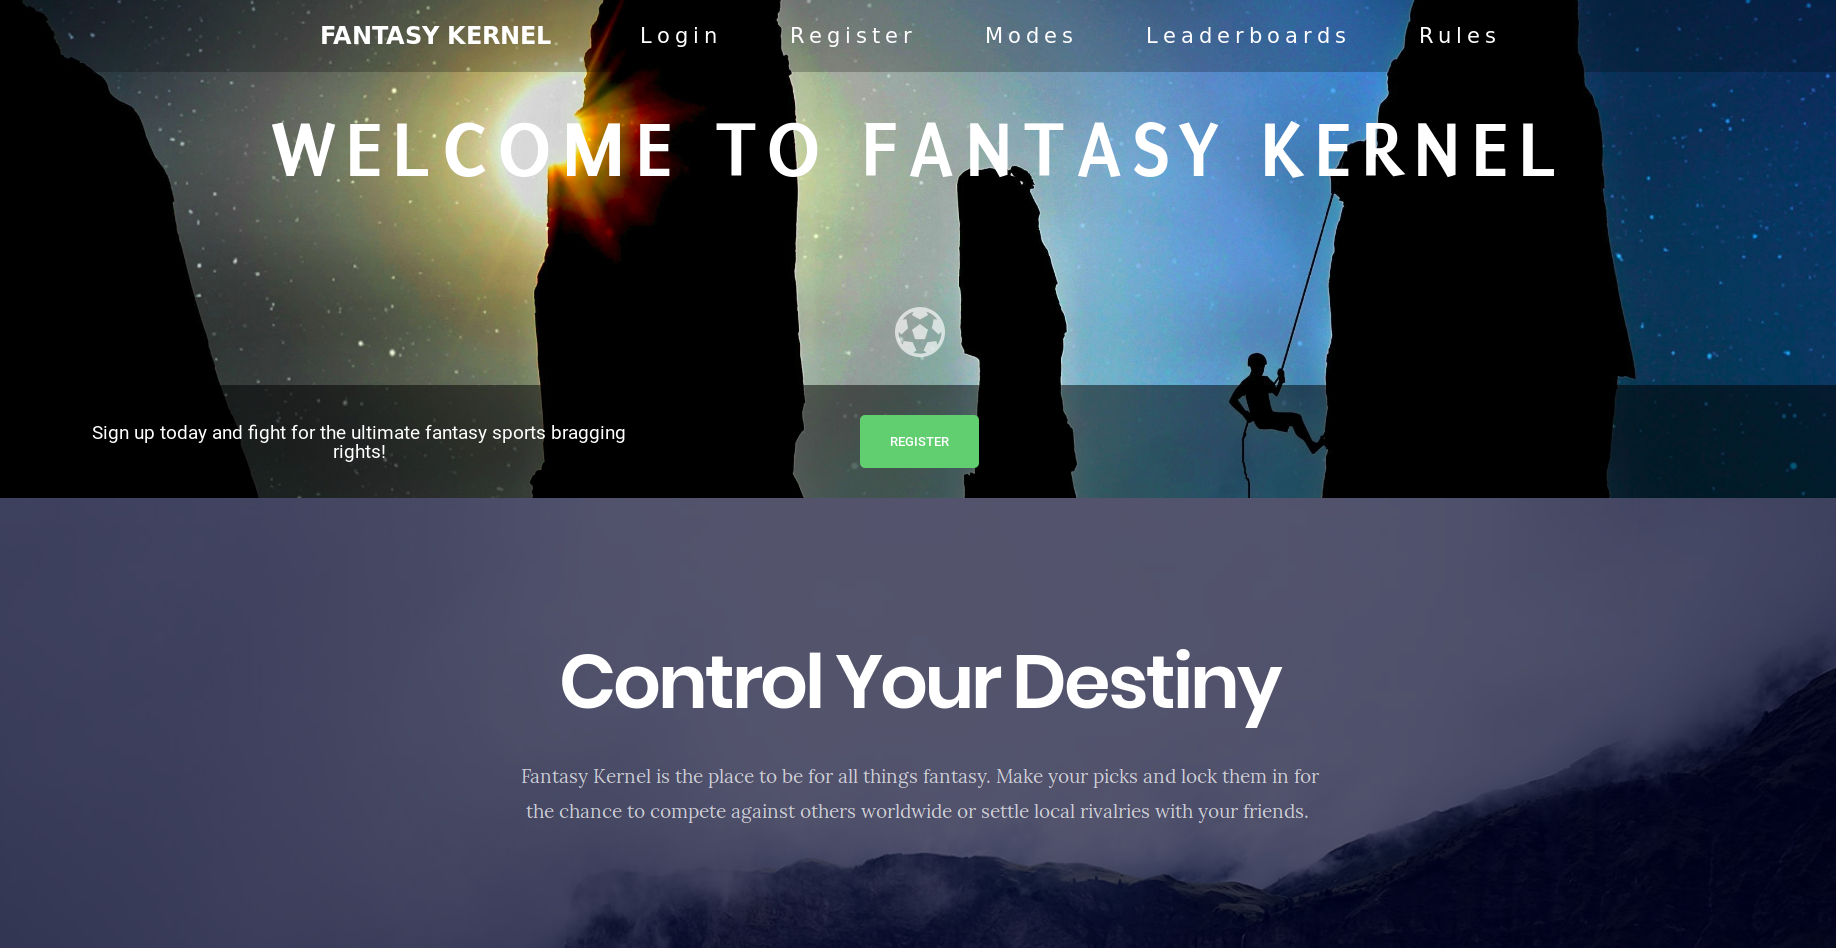 FANTASY KERNEL Login Register Modes Leaderboards Rules
WELCOME TO FANTASY KERNEL
Sign up today and fight for the ultimate fantasy sports bragging
rights!
REGISTER
Control Your Destiny
Fantasy Kernel is the place to be for all things fantasy. Make your picks and lock them in for
the chance to compete against others worldwide or settle local rivalries with your friends.